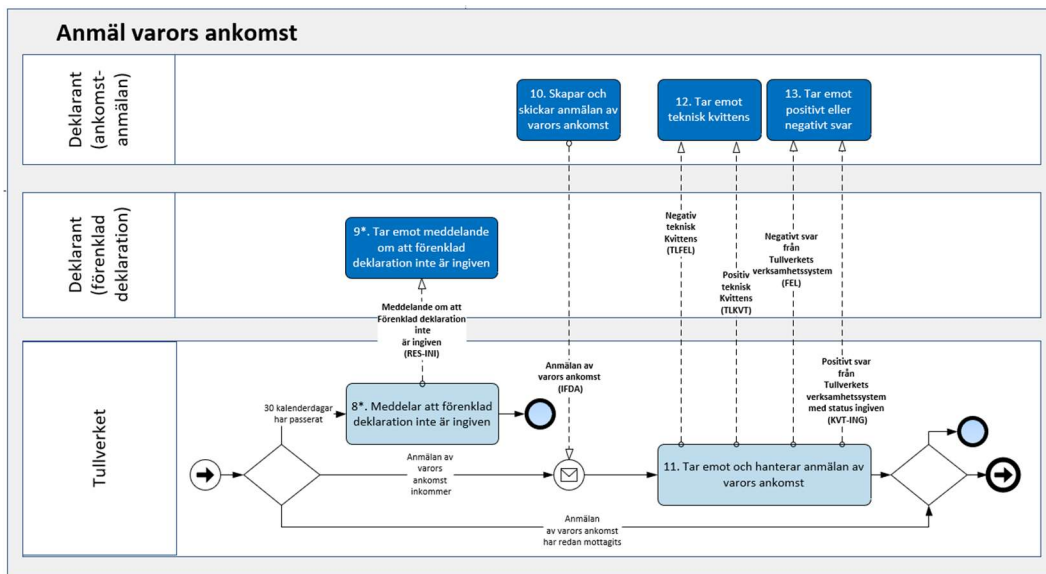 Anmäl varors ankomst
Deklarant
(ankomst-
anmälan)
10. Skapar och
skickar anmälan av
varors ankomst
12. Tar emot
teknisk kvittens
13. Tar emot
positivt eller
negativt svar
Deklarant
(förenklad
deklaration)
9*. Tar emot meddelande
om att förenklad
deklaration inte är ingiven
Negativ
teknisk
Kvittens
(TLFEL)
Positiv
teknisk
Kvittens
(TLKVT)
Negativt svar
från
Tullverkets
verksamhetssystem
(FEL)
Meddelande om att
Förenklad deklaration
inte
är ingiven
(RES-INI)
Anmälan av
varors ankomst
(IFDA)
Positivt svar
från
Tullverkets
verksamhetssystem
med status ingiven
(KVT-ING)
Tullverket
30 kalenderdagar
har passerat
8*. Meddelar att förenklad
deklaration inte är ingiven
Anmälan av
varors
ankomst
inkommer
11. Tar emot och hanterar anmälan av
varors ankomst
Anmälan
av varors ankomst
har redan mottagits